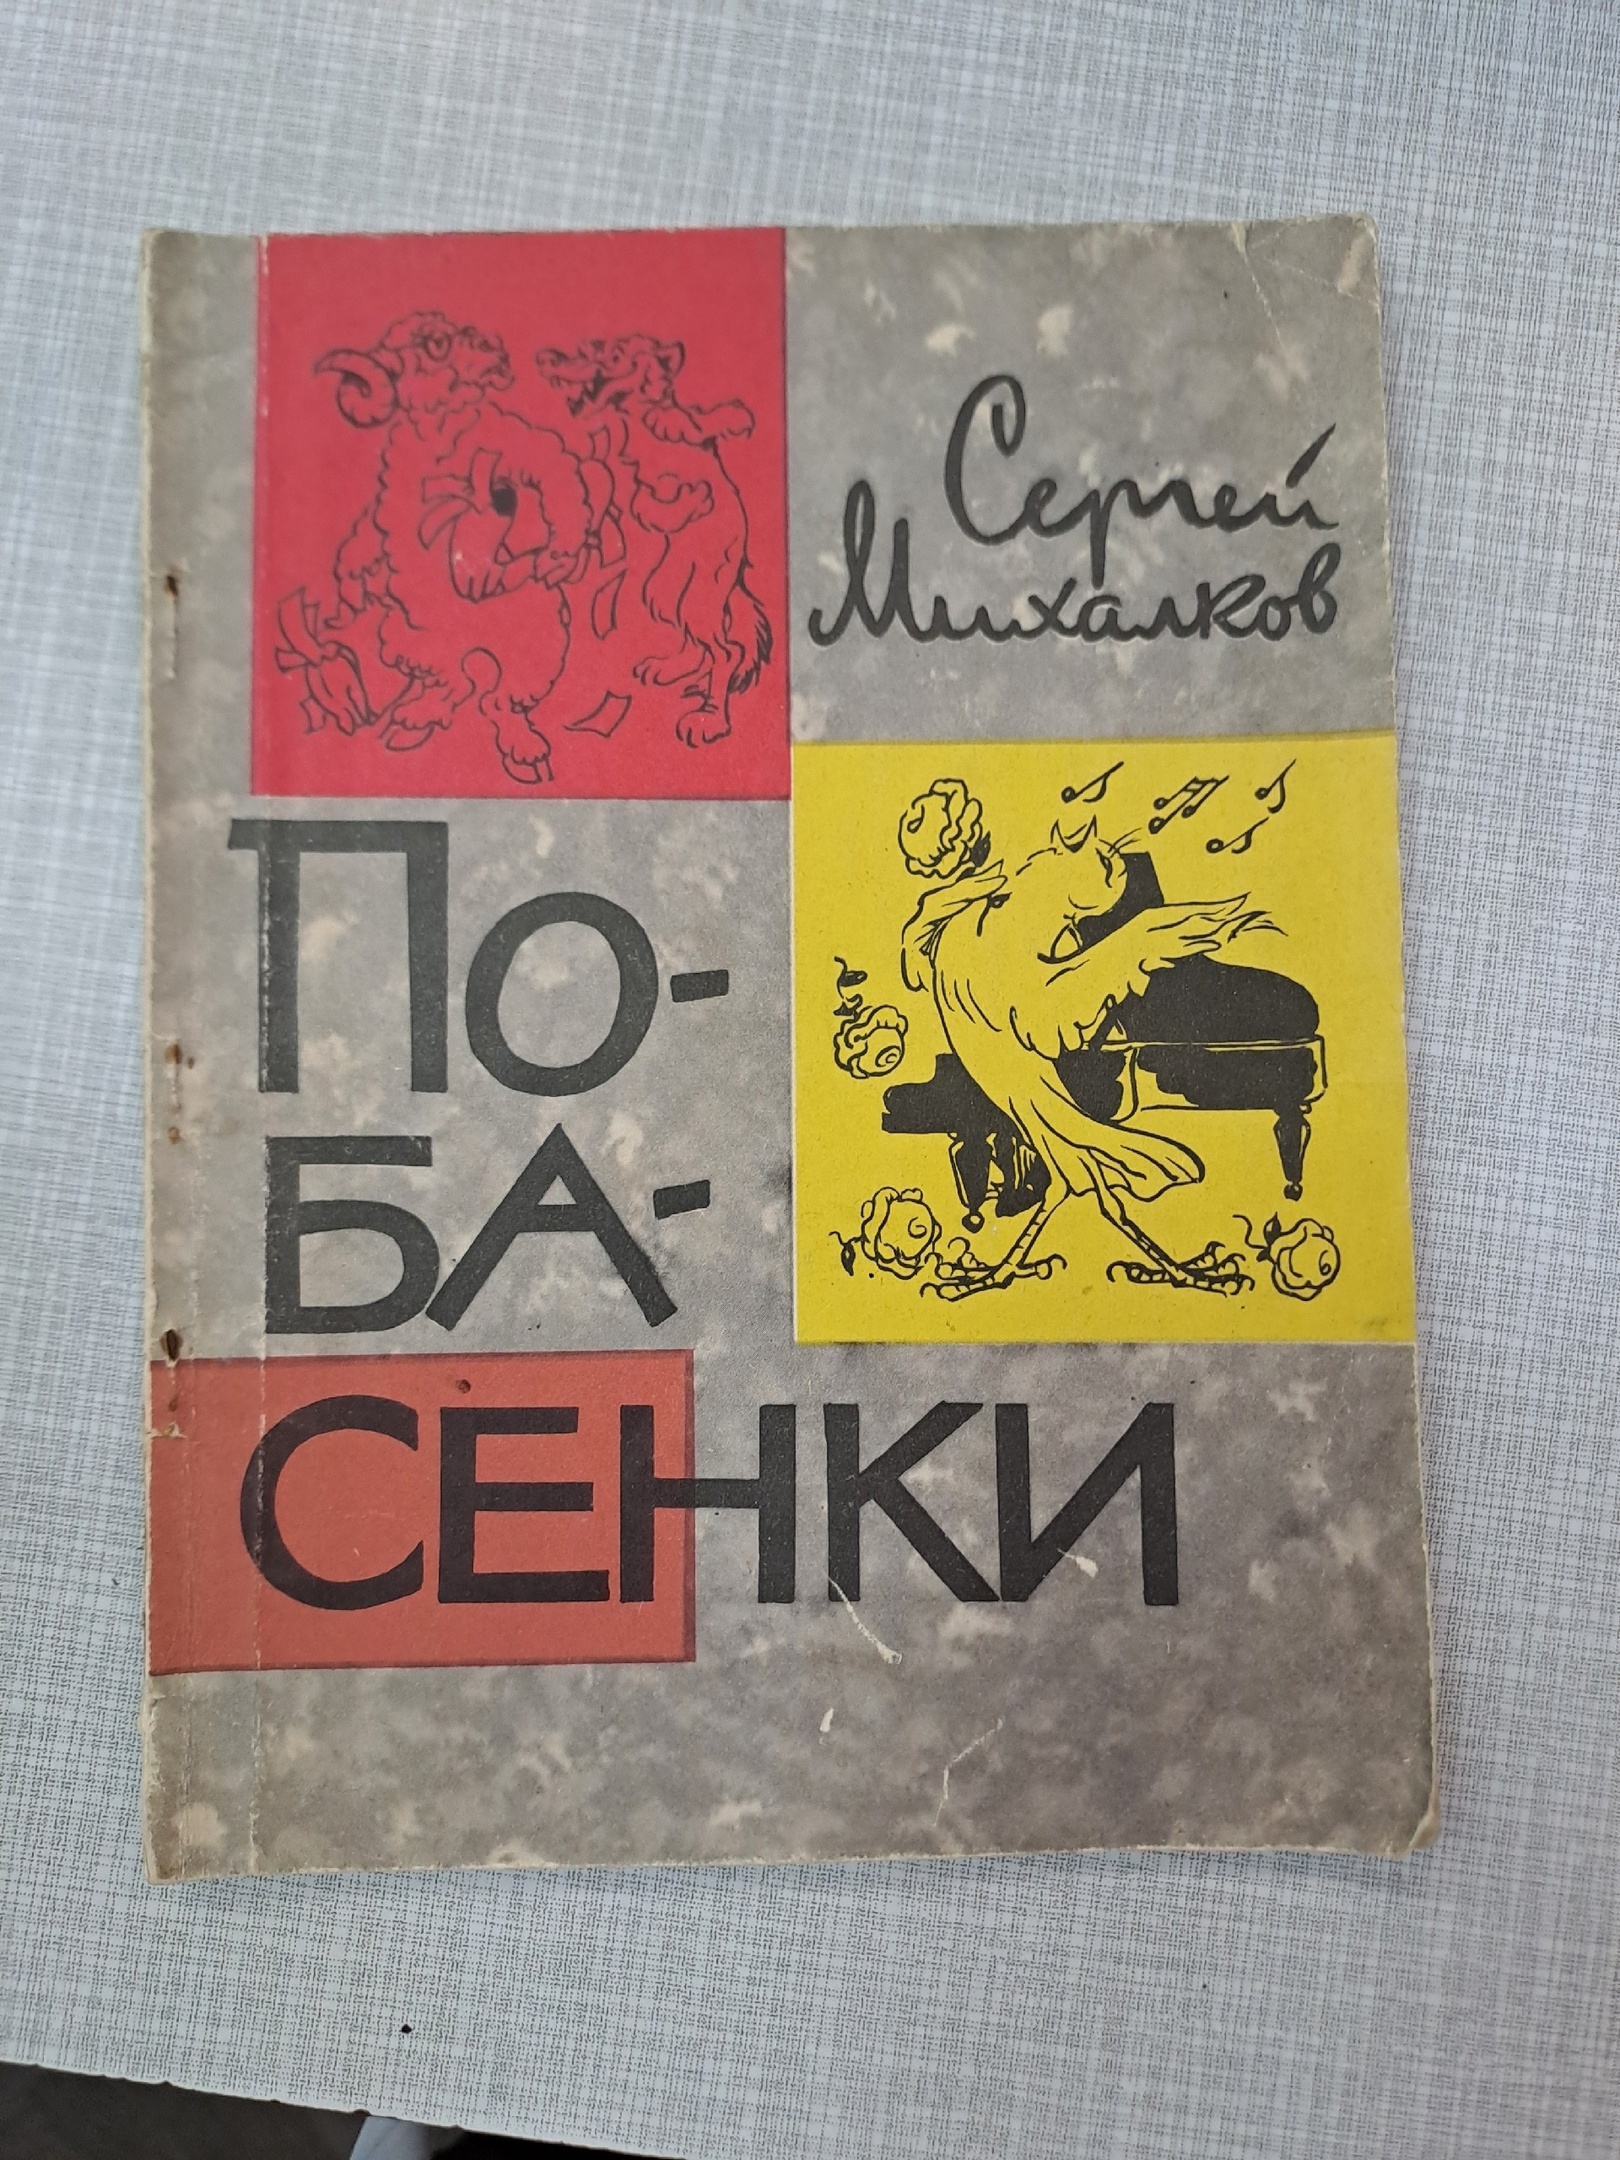 Сергей
Михалков
ПО-
БА-
СЕНКИ